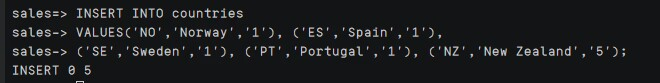 sales=> INSERT INTO countries
sales-> VALUES('NO','Norway','1'), ('ES','Spain','1'),
sales-> ('SE','Sweden','1'), ('PT','Portugal','1'), ('NZ','New Zealand','5');
INSERT 0 5